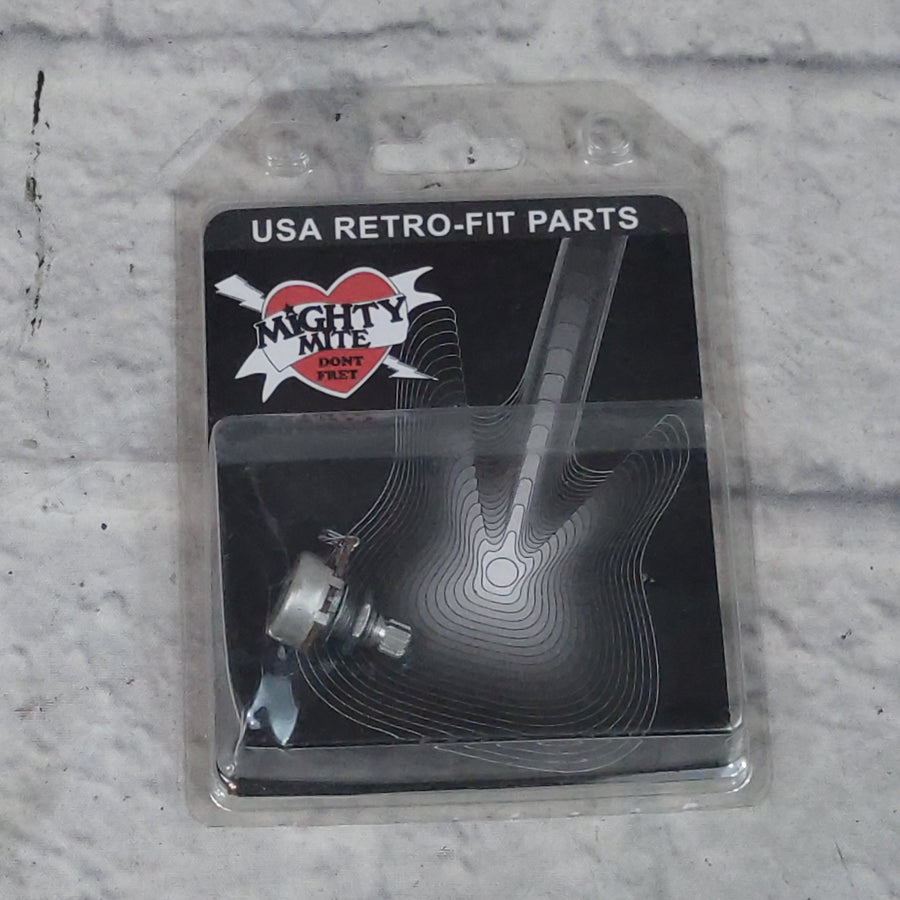 USA RETRO-FIT PARTS
MiGHTY
MITE
DONT
FRET